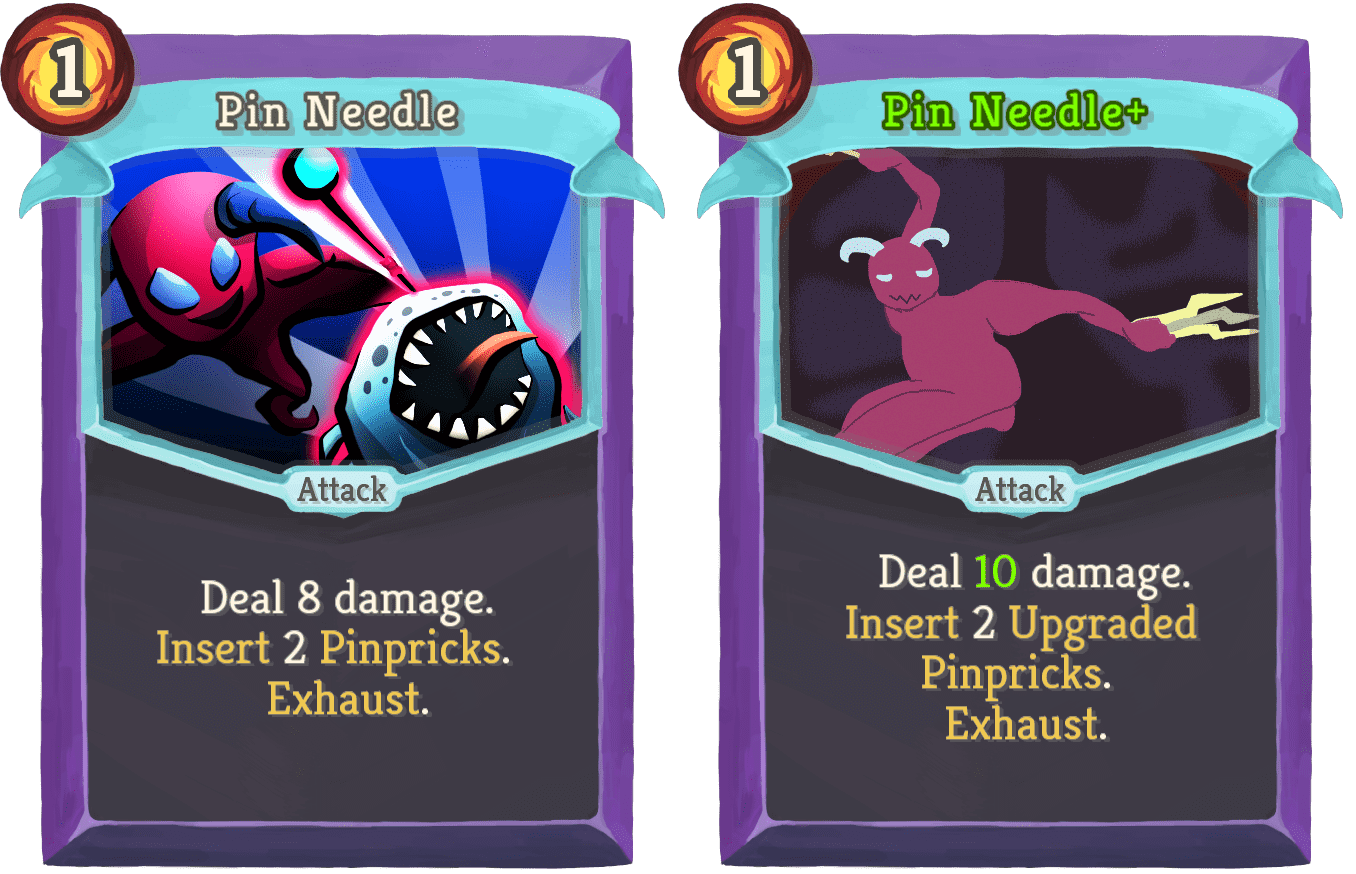 1
Pin Needle
Attack
Deal 8 damage.
Insert 2 Pinpricks.
Exhaust.
1
Pin Needle+
Attack
Deal 10 damage.
Insert 2 Upgraded
Pinpricks.
Exhaust.